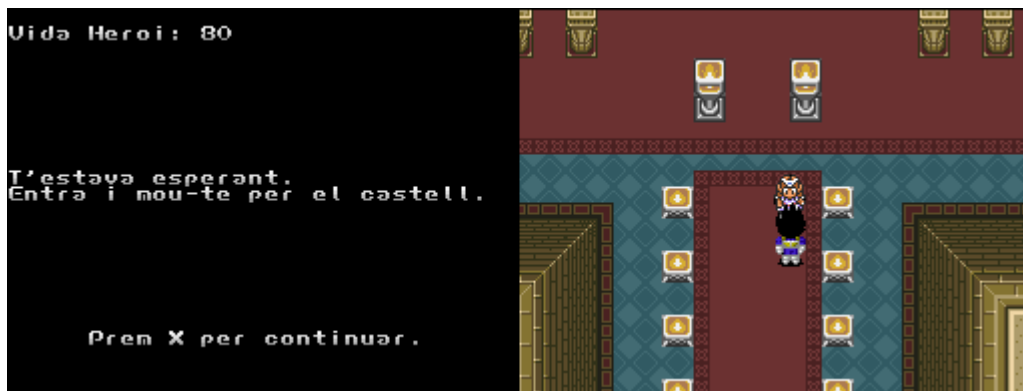 Vida Heroi: 80
T'estava esperant.
Entra i mou-te per el castell.
Prem X per continuar.